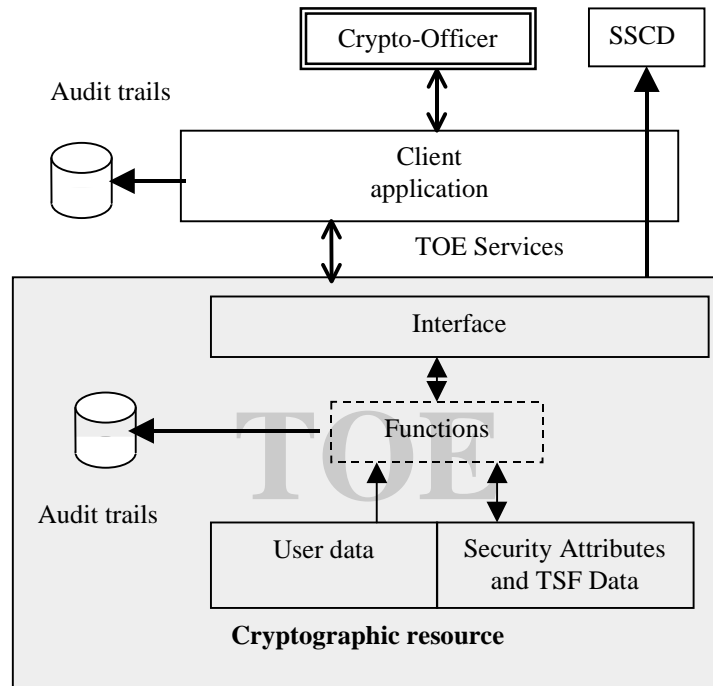 Crypto-Officer
SSCD
Audit trails
Client
application
TOE Services
Interface
Functions
TOE
Audit trails
User data
Security Attributes
and TSF Data
Cryptographic resource